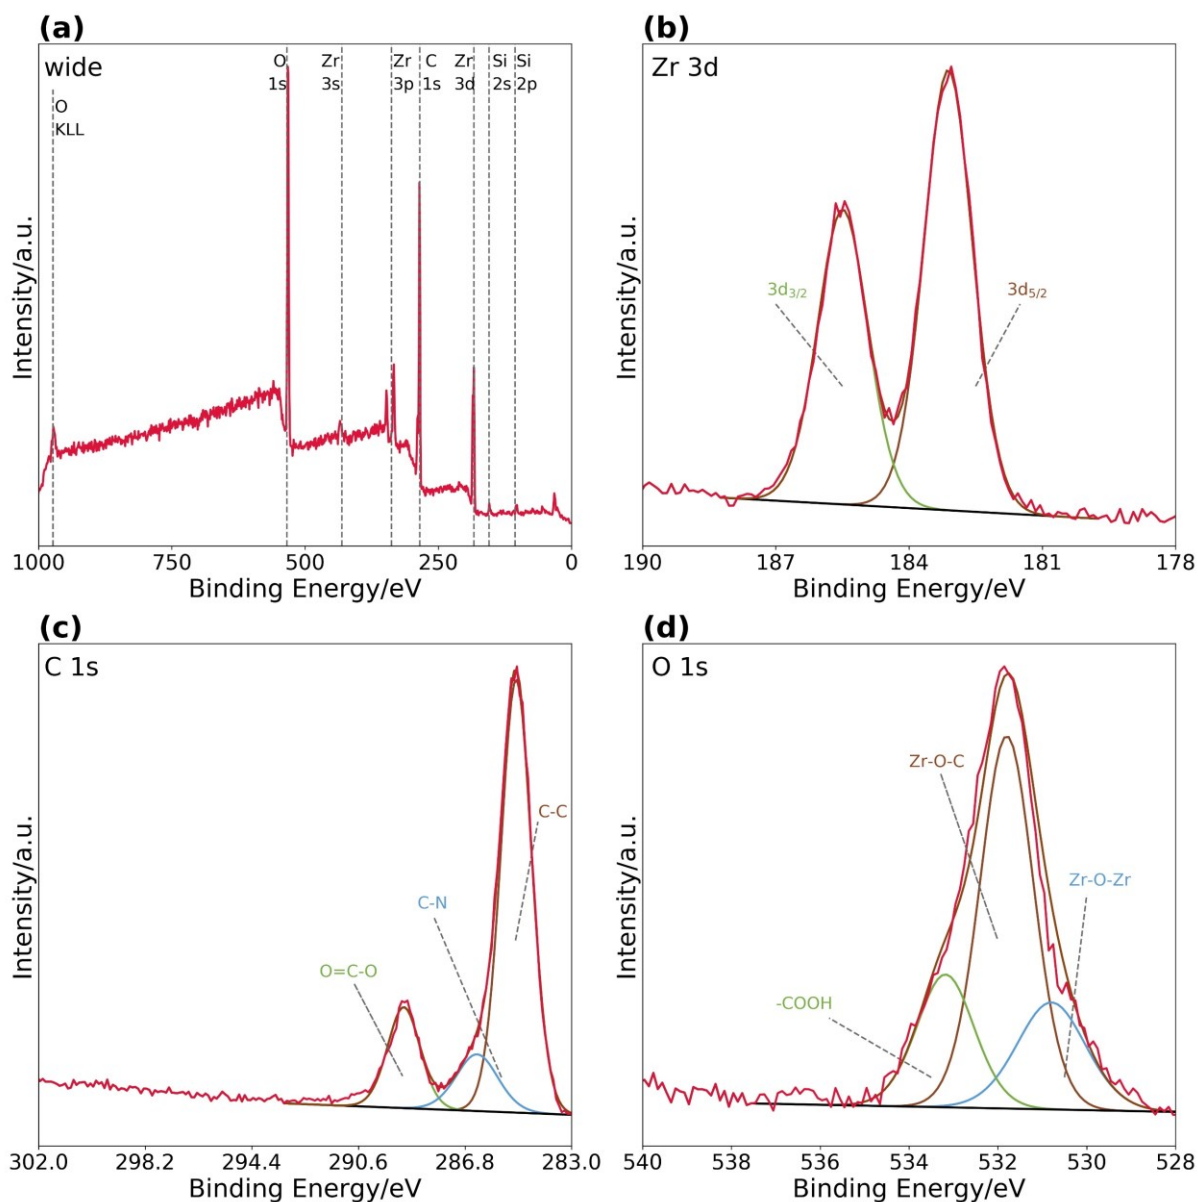 (a)
wide
O
1s
Zr
3s
Zr
3p
C
1s
Zr
3d
Si
2s
Si
2p
O
KLL
Intensity/a.u.
1000
750
500
250
0
Binding Energy/eV
(b)
Zr 3d
3d3/2
3d5/2
Intensity/a.u.
190
187
184
181
178
Binding Energy/eV
(c)
C 1s
C-C
C-N
O=C-O
Intensity/a.u.
302.0
298.2
294.4
290.6
286.8
283.0
Binding Energy/eV
(d)
O 1s
Zr-O-C
Zr-O-Zr
-COOH
Intensity/a.u.
540
538
536
534
532
530
528
Binding Energy/eV